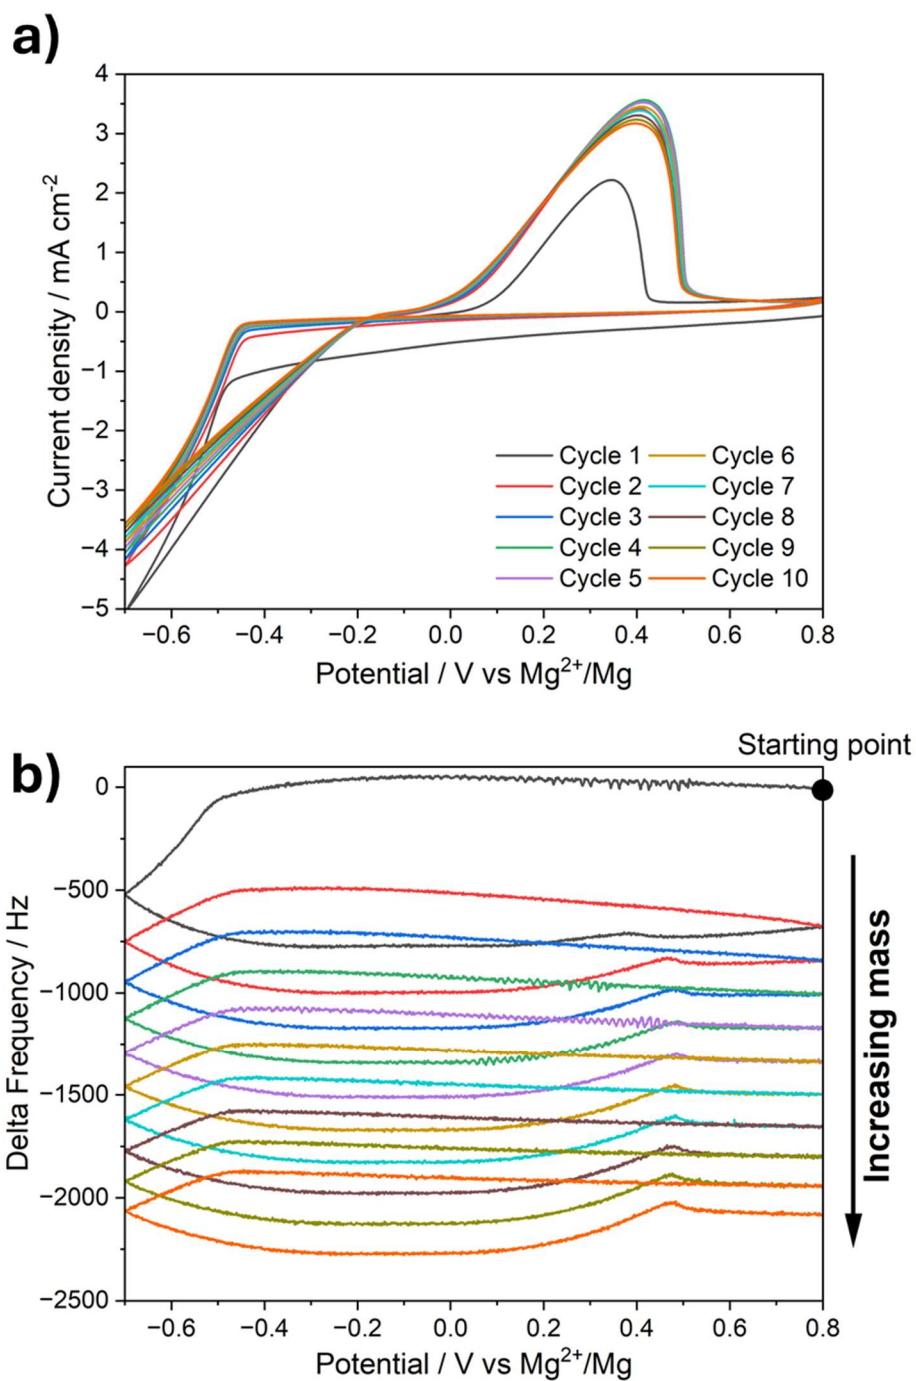 a)
4
3
2
1
0
−1
−2
−3
−4
−5
Current density / mA cm⁻²
Cycle 1
Cycle 6
Cycle 2
Cycle 7
Cycle 3
Cycle 8
Cycle 4
Cycle 9
Cycle 5
Cycle 10
−0.6 −0.4 −0.2 0.0 0.2 0.4 0.6 0.8
Potential / V vs Mg²⁺/Mg
Starting point
b)
0
−500
−1000
−1500
−2000
−2500
Delta Frequency / Hz
Increasing mass
−0.6 −0.4 −0.2 0.0 0.2 0.4 0.6 0.8
Potential / V vs Mg²⁺/Mg